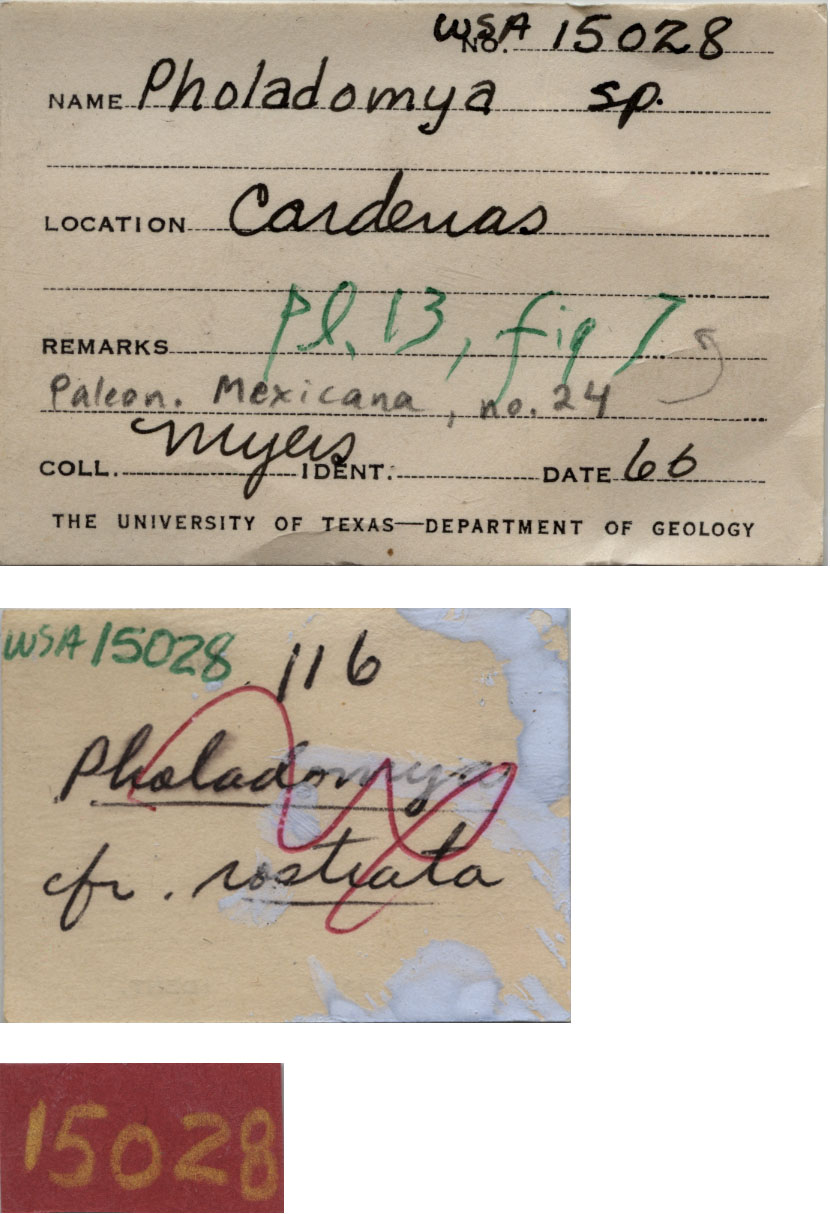 WSA
NO. 15028
NAME Pholadomya sp.
LOCATION Cardenas
pl. 13, fig 7
REMARKS
Paleon. Mexicana, no. 24
COLL. Myers IDENT. DATE 66
THE UNIVERSITY OF TEXAS—DEPARTMENT OF GEOLOGY
WSA 15028 116
Pholadomya
cfr. rostrata
15028